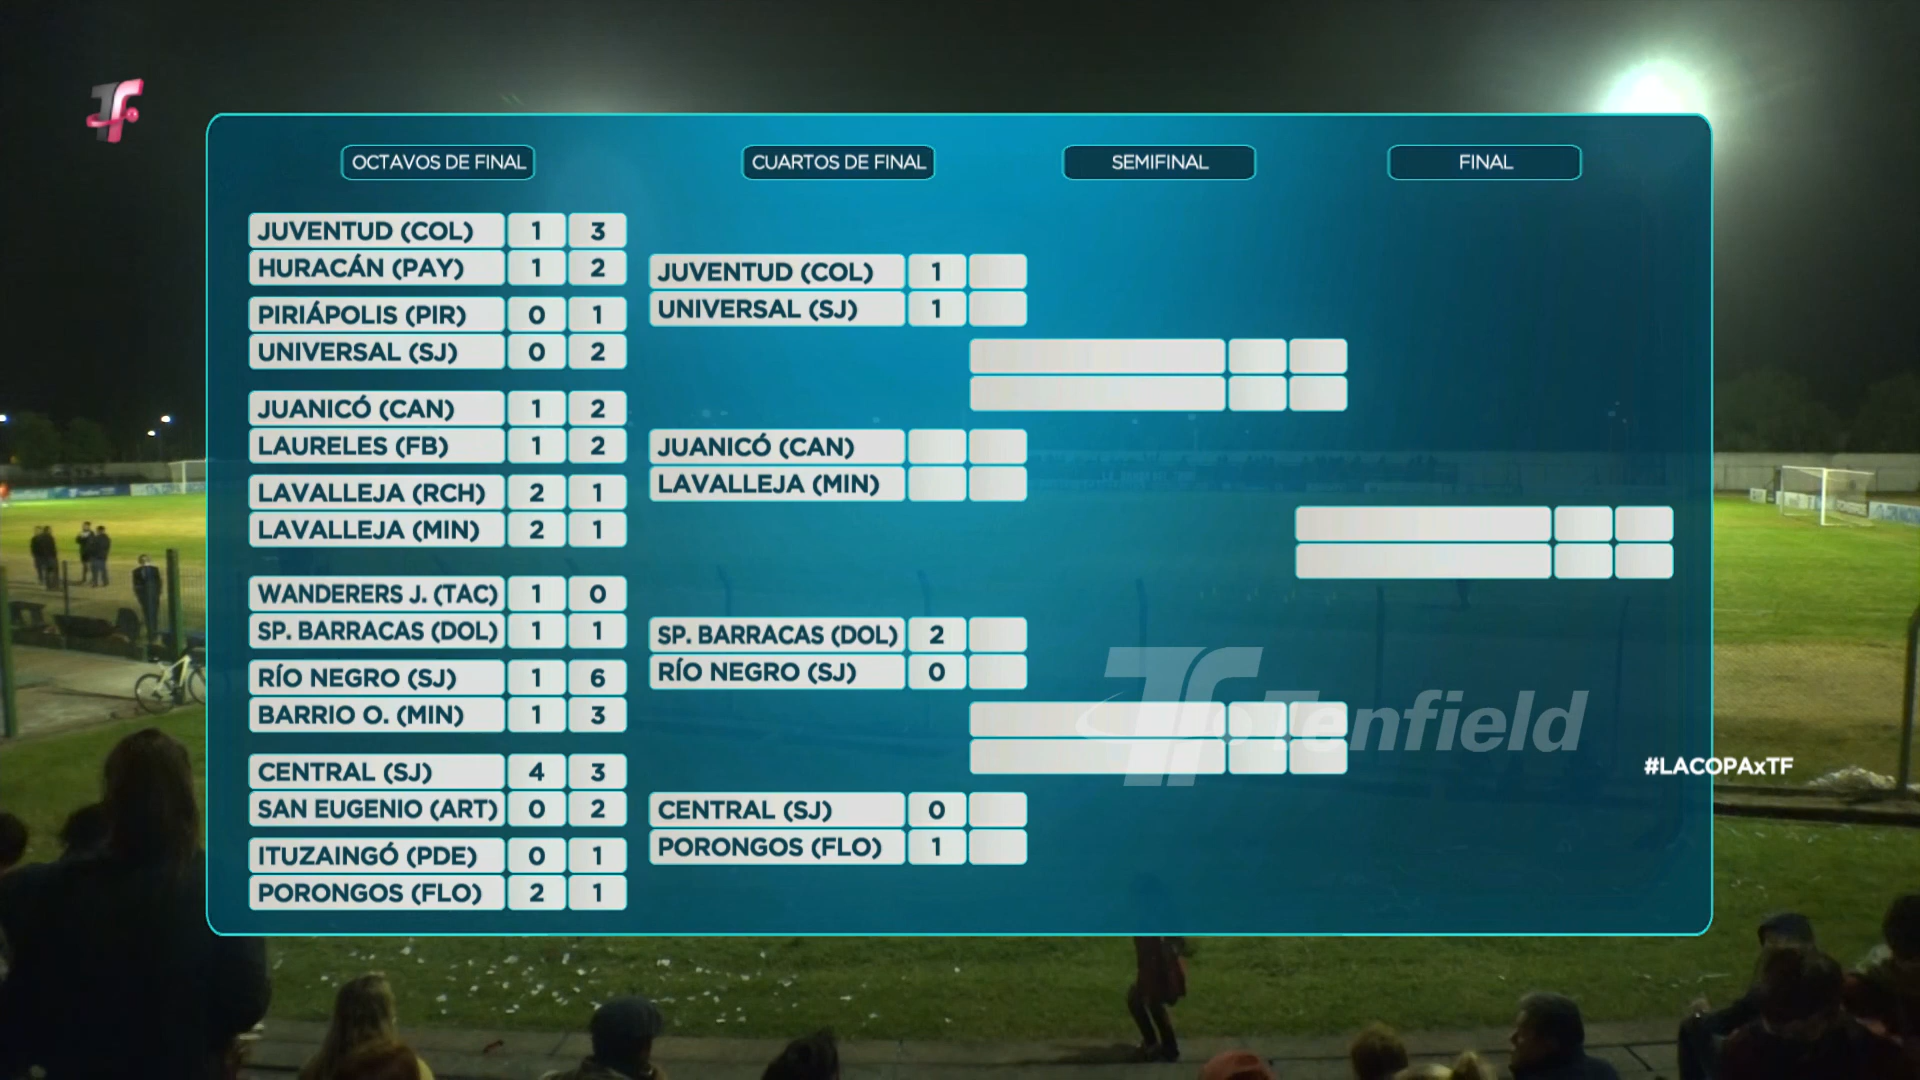 OCTAVOS DE FINAL
CUARTOS DE FINAL
SEMIFINAL
FINAL
JUVENTUD (COL) 1 3
HURACÁN (PAY) 1 2
PIRIÁPOLIS (PIR) 0 1
UNIVERSAL (SJ) 0 2
JUANICÓ (CAN) 1 2
LAURELES (FB) 1 2
LAVALLEJA (RCH) 2 1
LAVALLEJA (MIN) 2 1
WANDERERS J. (TAC) 1 0
SP. BARRACAS (DOL) 1 1
RÍO NEGRO (SJ) 1 6
BARRIO O. (MIN) 1 3
CENTRAL (SJ) 4 3
SAN EUGENIO (ART) 0 2
ITUZAINGÓ (PDE) 0 1
PORONGOS (FLO) 2 1
JUVENTUD (COL) 1
UNIVERSAL (SJ) 1
JUANICÓ (CAN)
LAVALLEJA (MIN)
SP. BARRACAS (DOL) 2
RÍO NEGRO (SJ) 0
CENTRAL (SJ) 0
PORONGOS (FLO) 1
TF Tenfield
#LACOPAxTF
TF